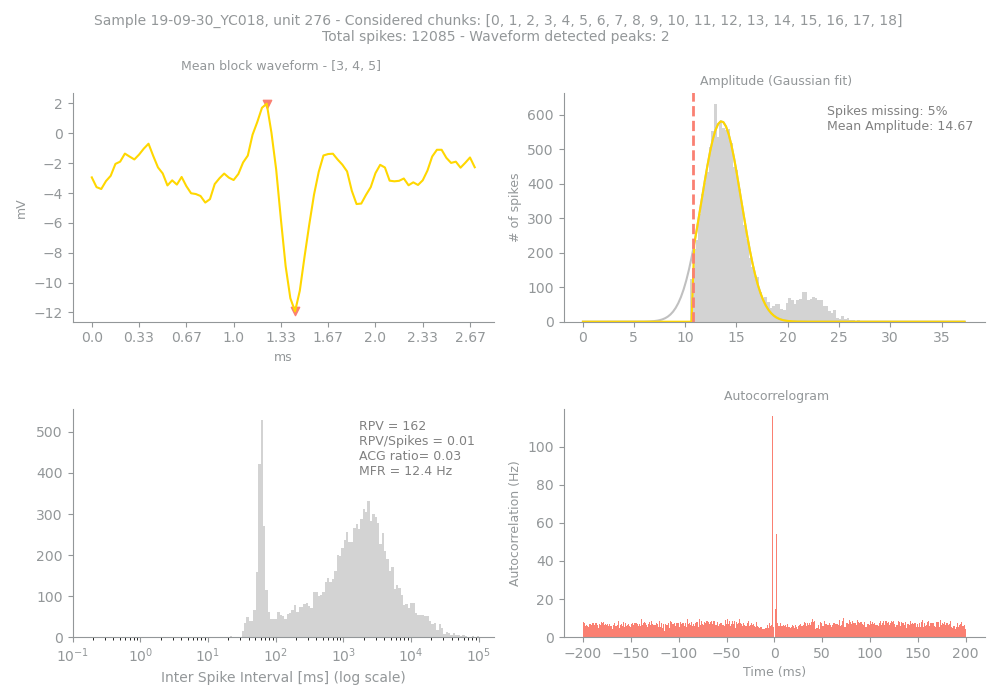 Sample 19-09-30_YC018, unit 276 - Considered chunks: [0, 1, 2, 3, 4, 5, 6, 7, 8, 9, 10, 11, 12, 13, 14, 15, 16, 17, 18]
Total spikes: 12085 - Waveform detected peaks: 2
Mean block waveform - [3, 4, 5]
2
0
−2
−4
−6
−8
−10
−12
mV
0.0 0.33 0.67 1.0 1.33 1.67 2.0 2.33 2.67
ms
Amplitude (Gaussian fit)
Spikes missing: 5%
Mean Amplitude: 14.67
600
500
400
300
200
100
0
# of spikes
0 5 10 15 20 25 30 35
500
400
300
200
100
0
RPV = 162
RPV/Spikes = 0.01
ACG ratio= 0.03
MFR = 12.4 Hz
10⁻¹ 10⁰ 10¹ 10² 10³ 10⁴ 10⁵
Inter Spike Interval [ms] (log scale)
Autocorrelogram
100
80
60
40
20
0
Autocorrelation (Hz)
−200 −150 −100 −50 0 50 100 150 200
Time (ms)